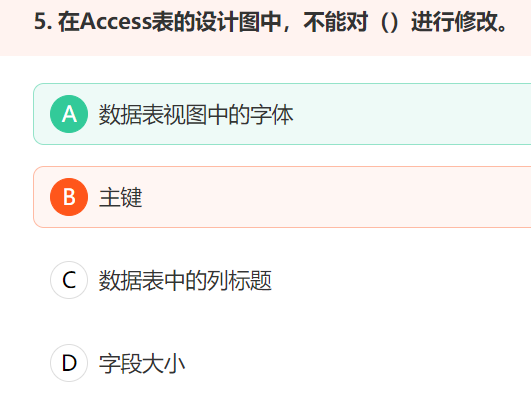 5. 在Access表的设计图中，不能对（）进行修改。
A 数据表视图中的字体
B 主键
C 数据表中的列标题
D 字段大小